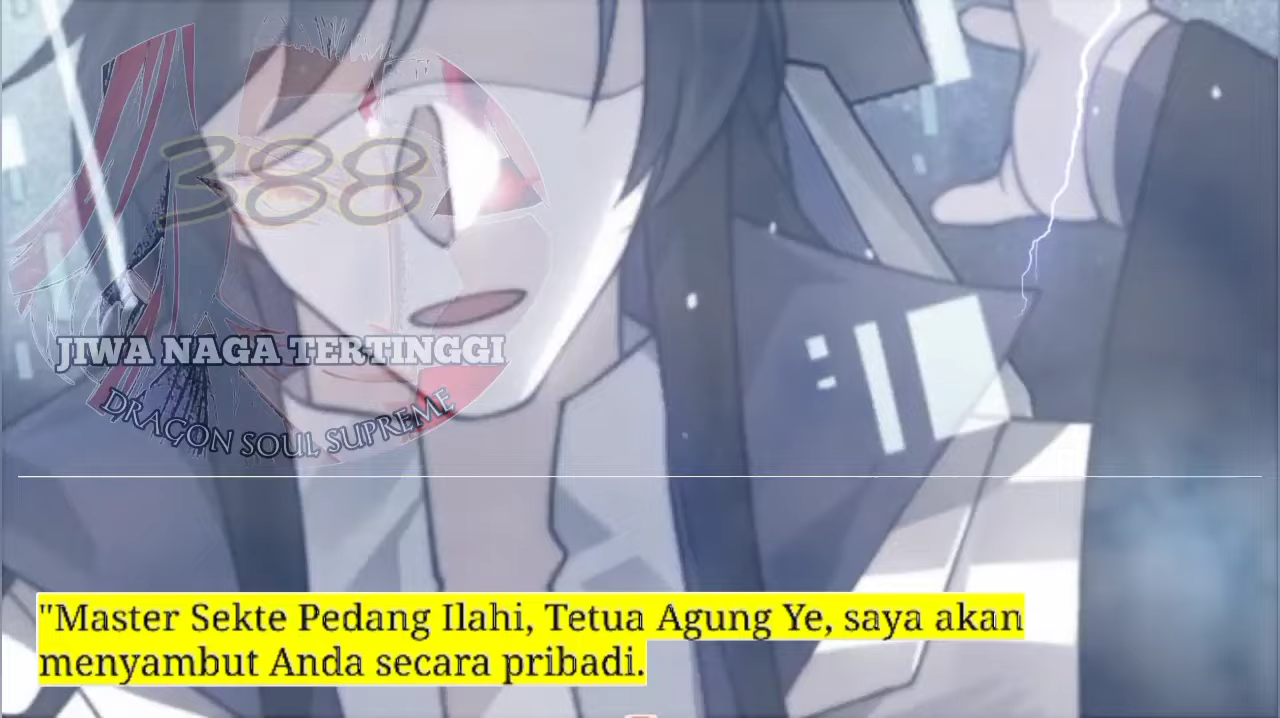 388
JIWA NAGA TERTINGGI
DRAGON SOUL SUPREME
"Master Sekte Pedang Ilahi, Tetua Agung Ye, saya akan
menyambut Anda secara pribadi.